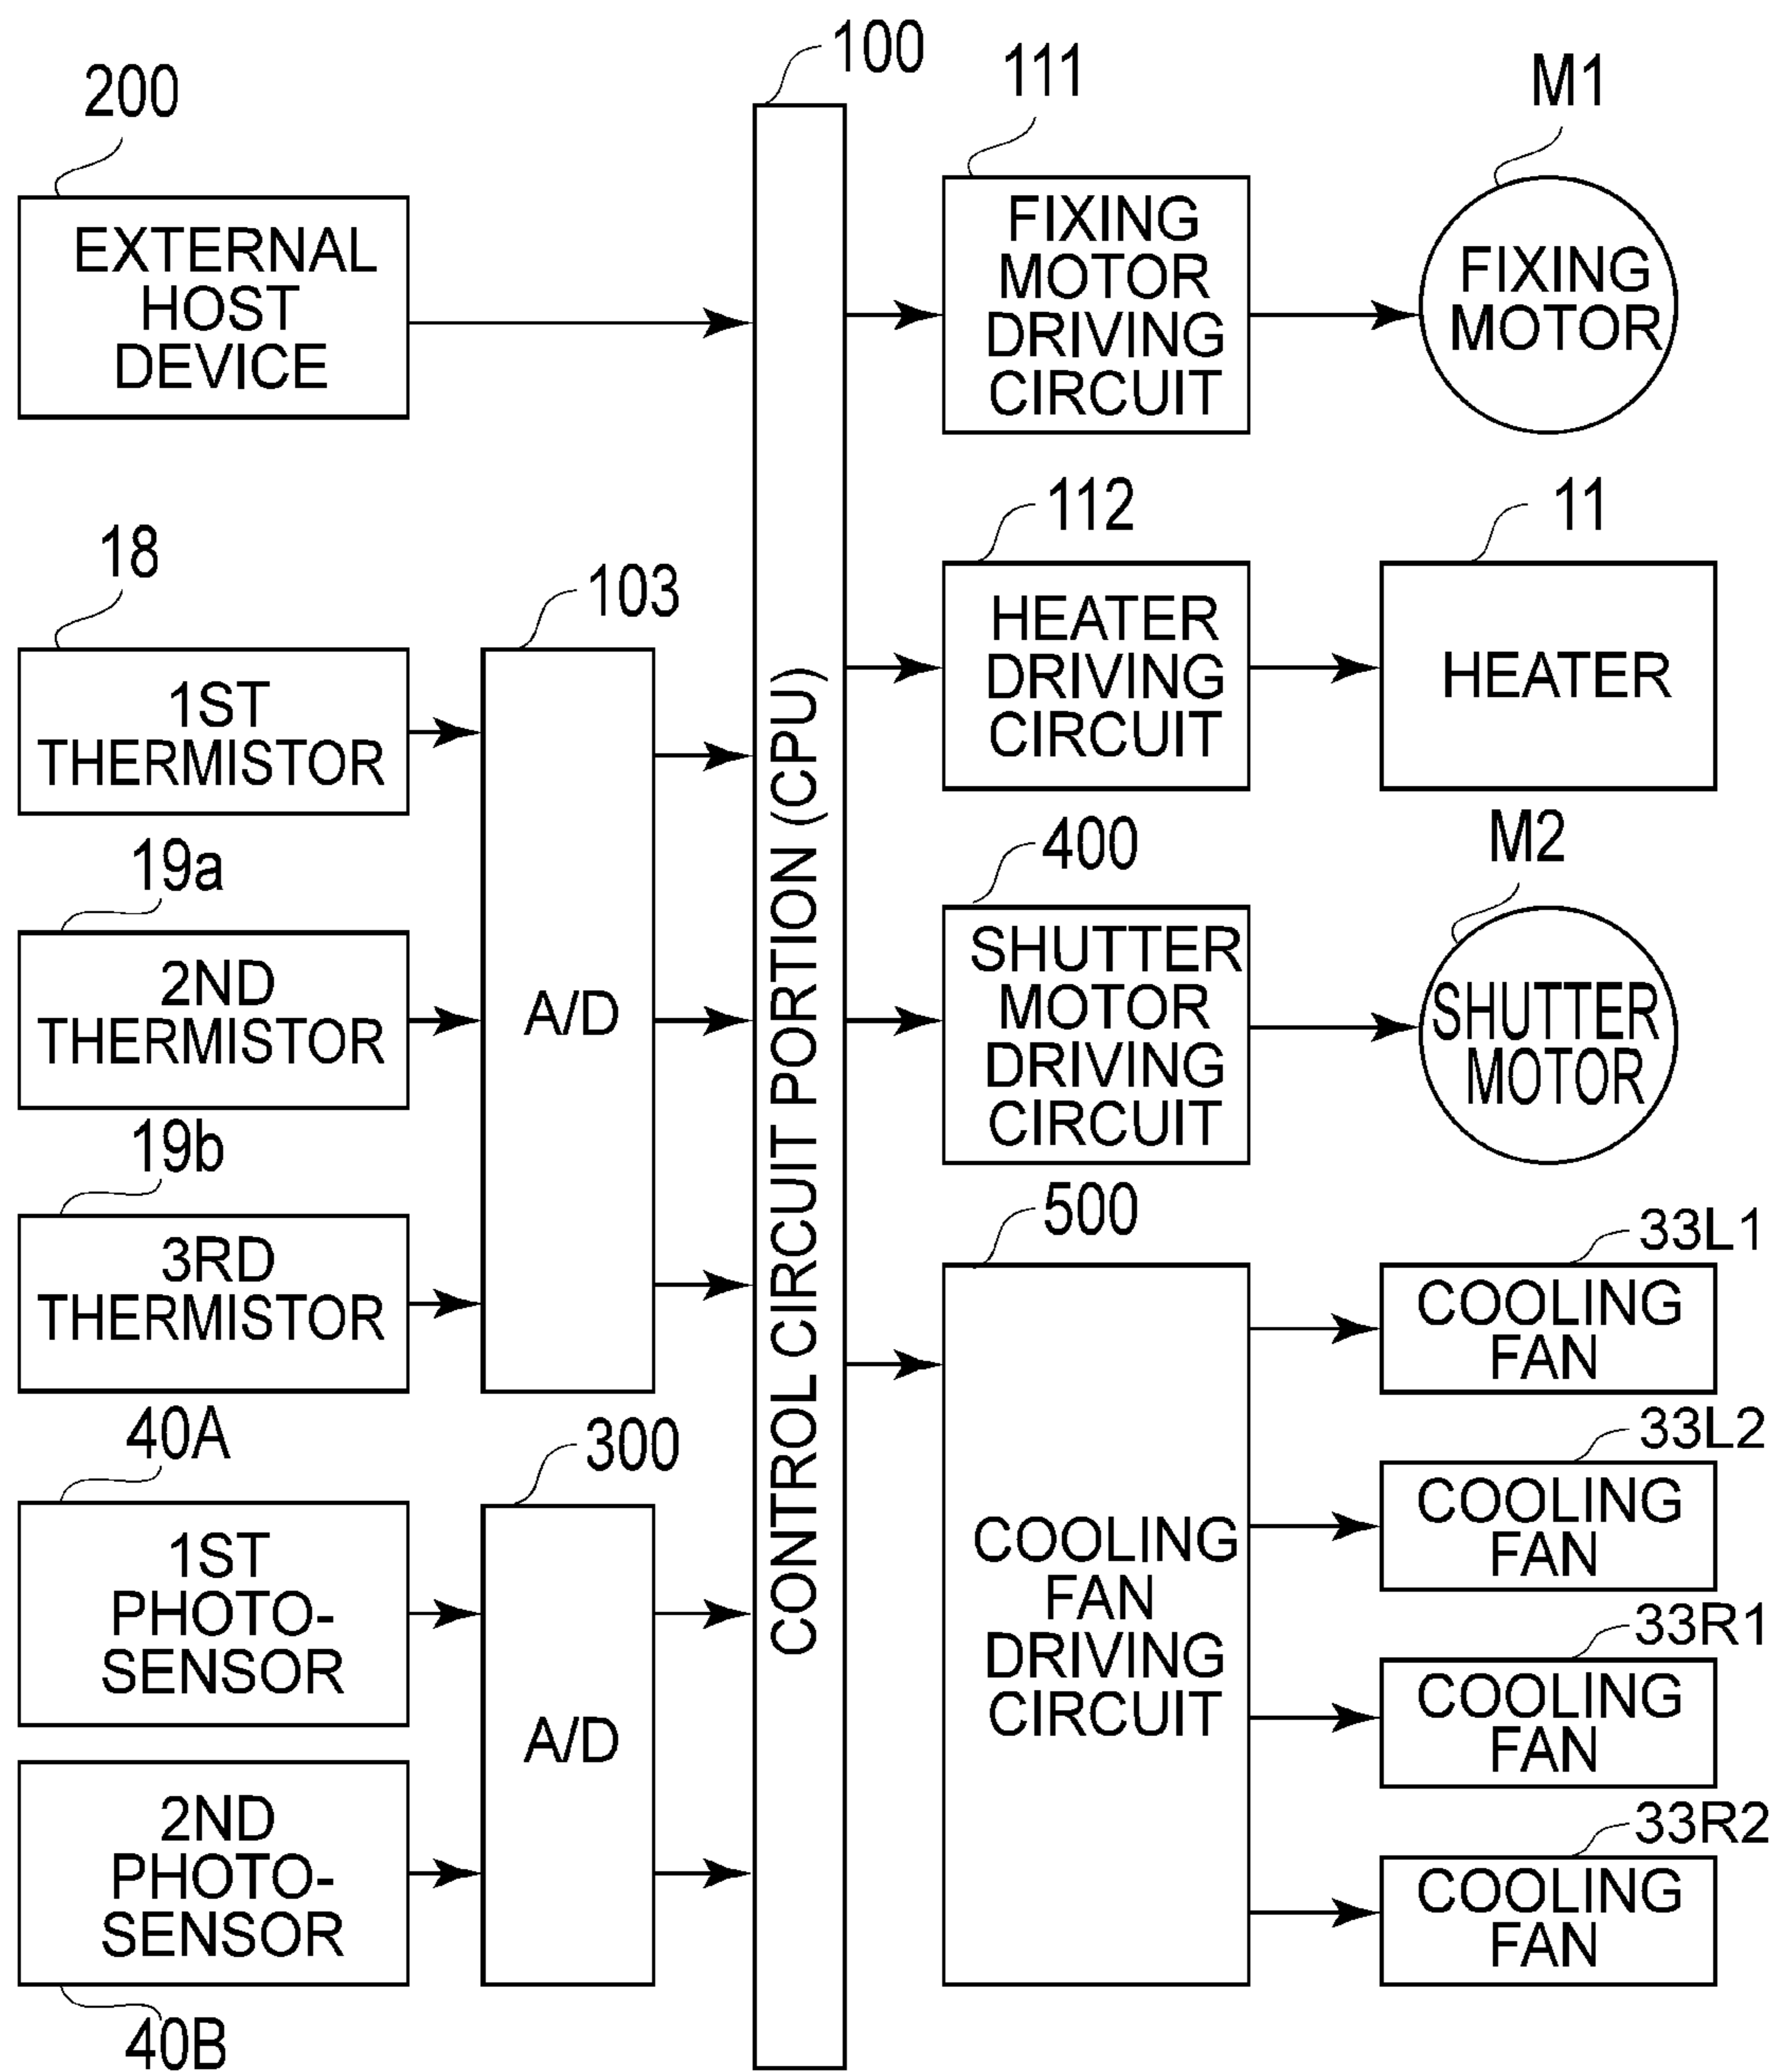 100
200
EXTERNAL
HOST
DEVICE
18
1ST
THERMISTOR
19a
2ND
THERMISTOR
19b
3RD
THERMISTOR
103
A/D
40A
1ST
PHOTO-
SENSOR
2ND
PHOTO-
SENSOR
40B
300
A/D
CONTROL CIRCUIT PORTION (CPU)
111
FIXING
MOTOR
DRIVING
CIRCUIT
M1
FIXING
MOTOR
112
HEATER
DRIVING
CIRCUIT
11
HEATER
400
SHUTTER
MOTOR
DRIVING
CIRCUIT
M2
SHUTTER
MOTOR
500
COOLING
FAN
DRIVING
CIRCUIT
33L1
COOLING
FAN
33L2
COOLING
FAN
33R1
COOLING
FAN
33R2
COOLING
FAN